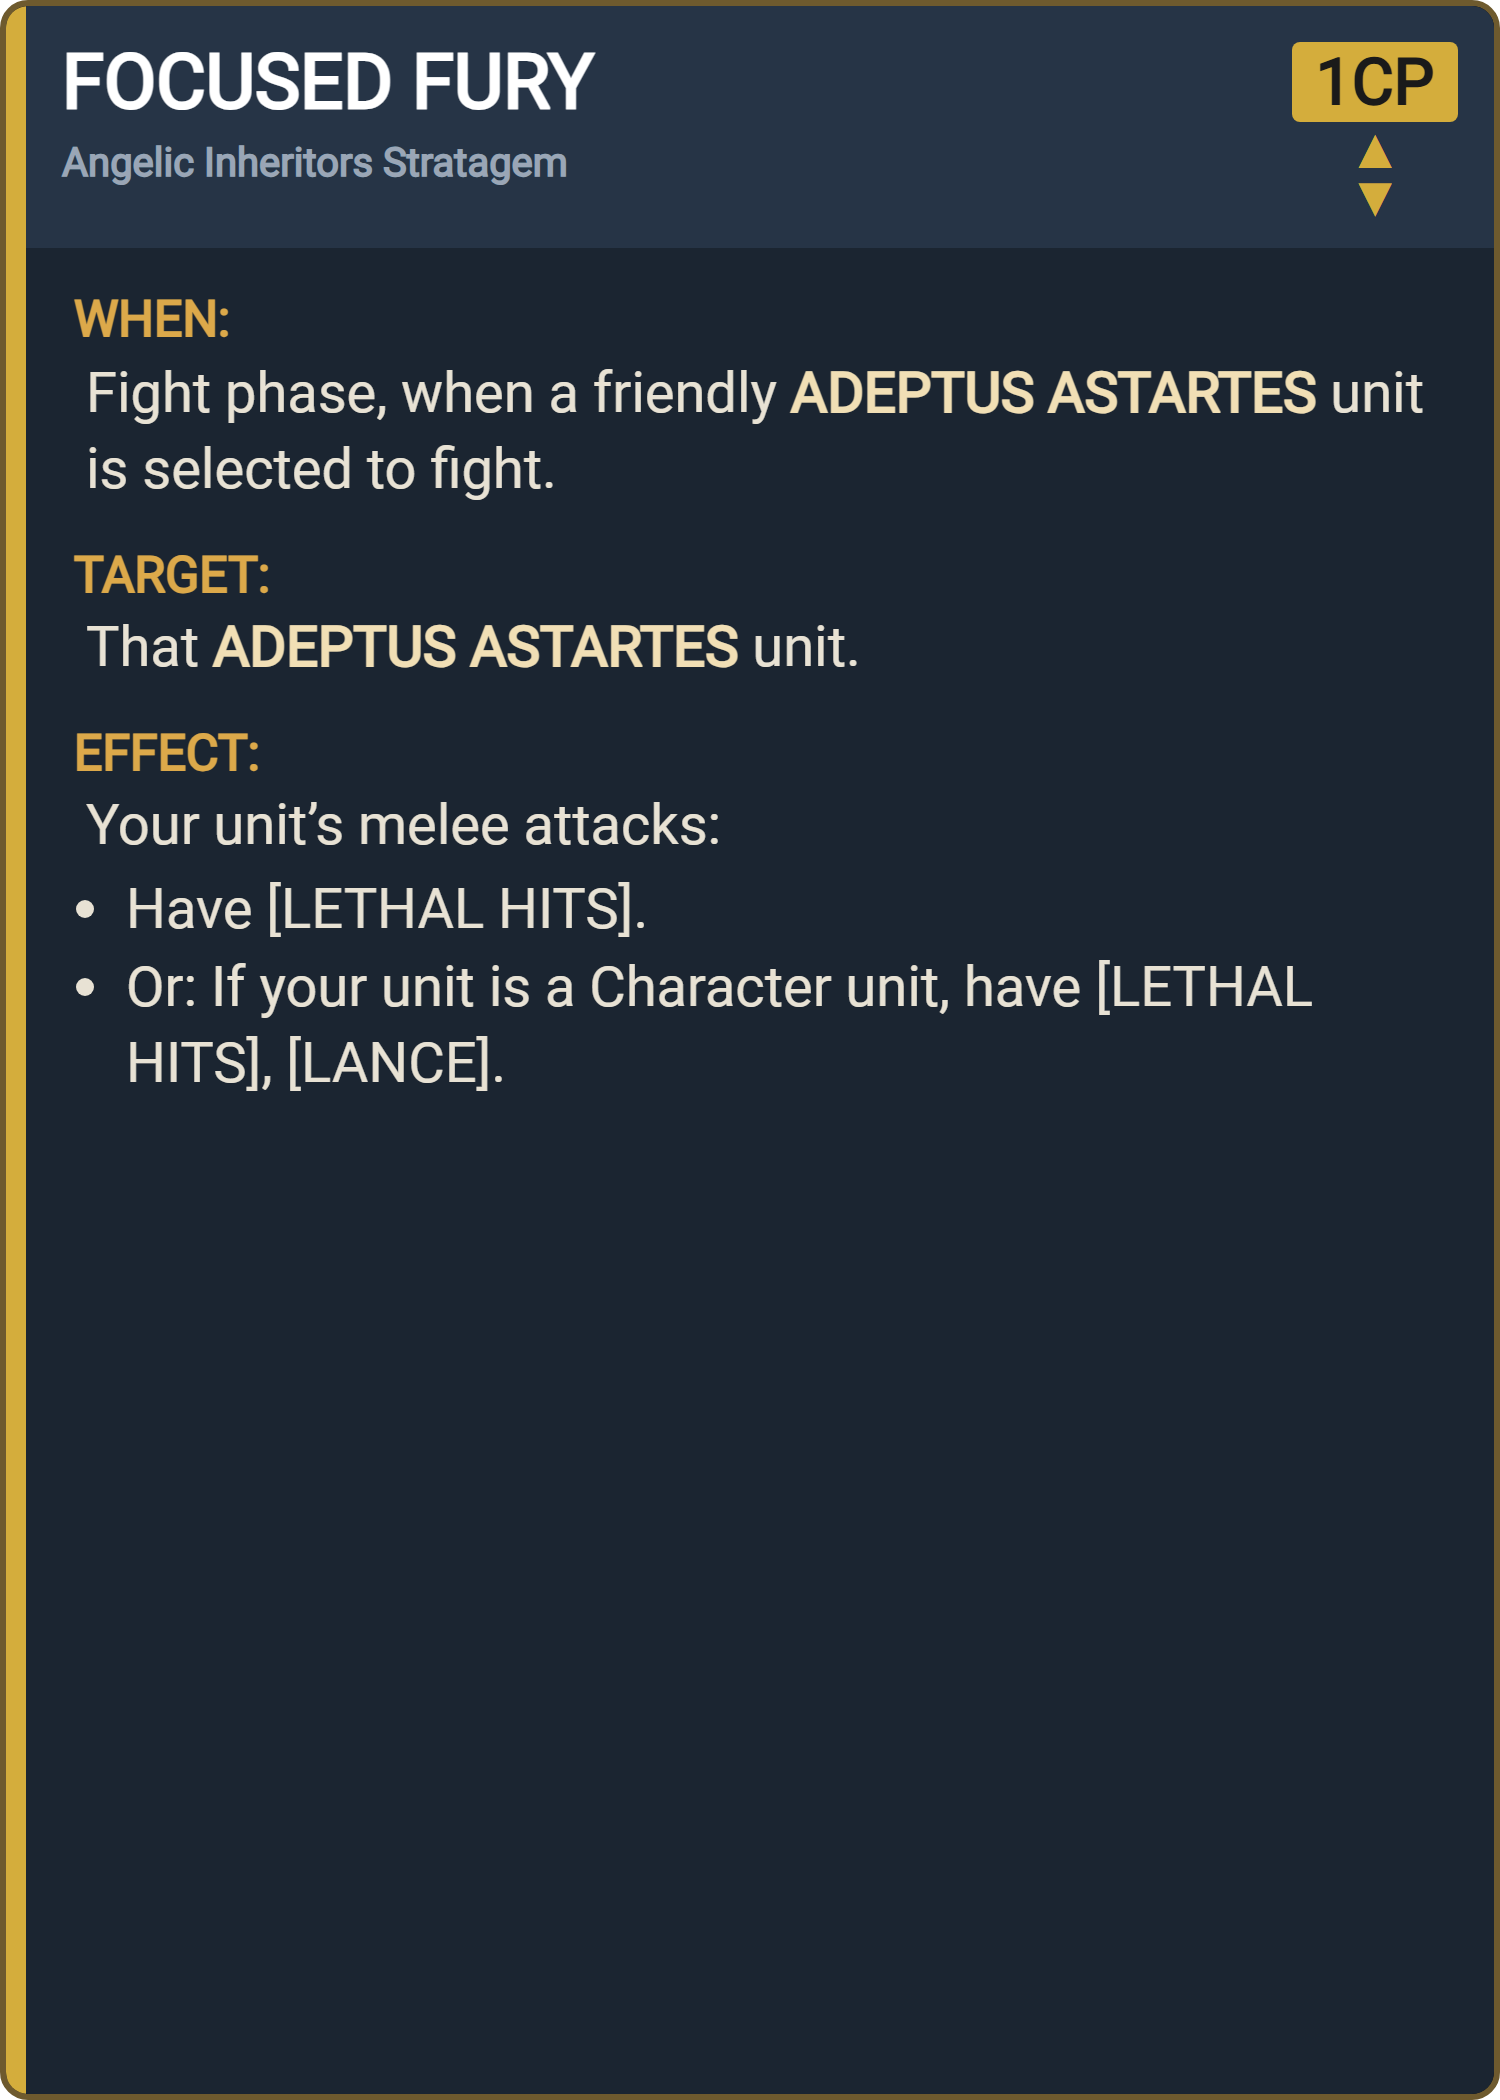 FOCUSED FURY
Angelic Inheritors Stratagem
1CP
WHEN:
Fight phase, when a friendly ADEPTUS ASTARTES unit
is selected to fight.
TARGET:
That ADEPTUS ASTARTES unit.
EFFECT:
Your unit’s melee attacks:
• Have [LETHAL HITS].
• Or: If your unit is a Character unit, have [LETHAL
HITS], [LANCE].